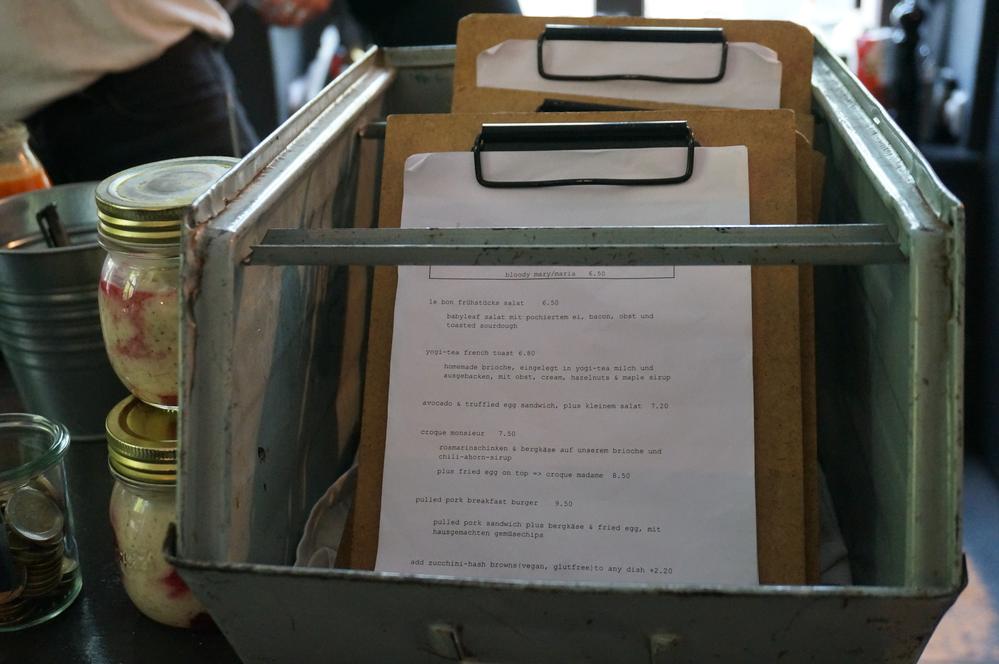 bloody mary/maria 6.50
le bon frühstücks salat 6.50
babyleaf salat mit pochiertem ei, bacon, obst und
toasted sourdough
yogi-tea french toast 6.80
homemade brioche, eingelegt in yogi-tea milch und
ausgebacken, mit obst, cream, hazelnuts & maple sirup
avocado & truffled egg sandwich, plus kleinem salat 7.20
croque monsieur 7.50
rosmarinschinken & bergkäse auf unserem brioche und
chili-ahorn-sirup
plus fried egg on top => croque madame 8.50
pulled pork breakfast burger 9.50
pulled pork sandwich plus bergkäse & fried egg, mit
hausgemachten gemüsechips
add zucchini-hash browns(vegan, glutfree)to any dish +2.20